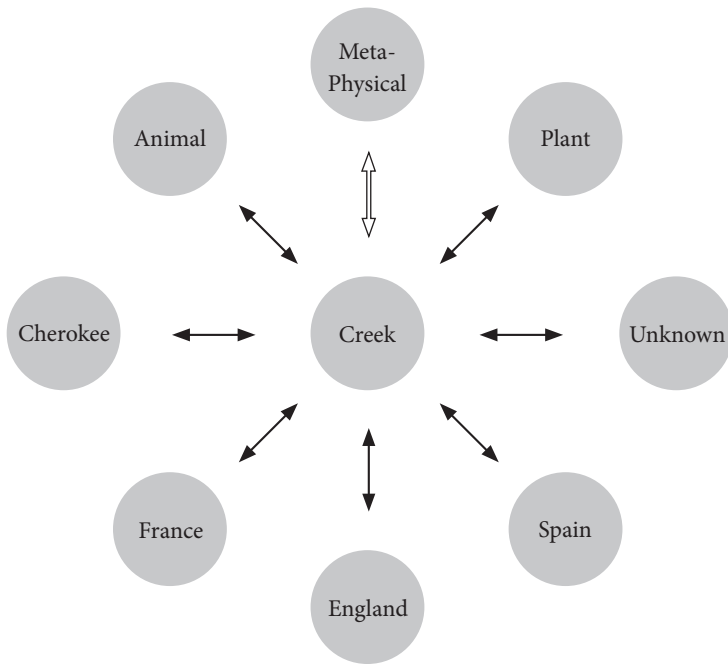 Meta-
Physical
Animal
Plant
Cherokee
Creek
Unknown
France
Spain
England